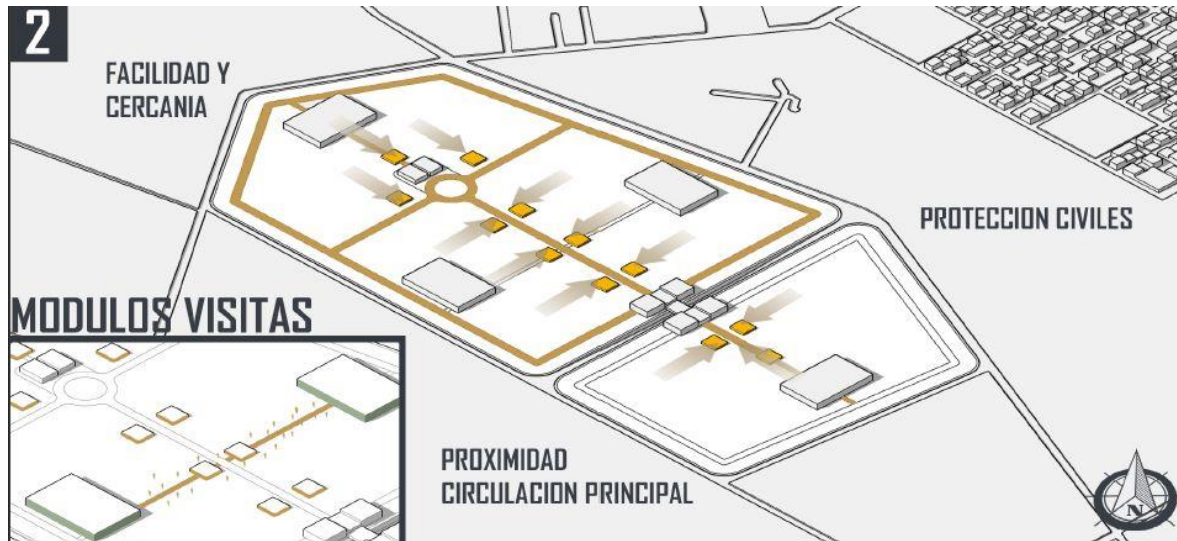 2
FACILIDAD Y
CERCANIA
PROTECCION CIVILES
MODULOS VISITAS
PROXIMIDAD
CIRCULACION PRINCIPAL
N